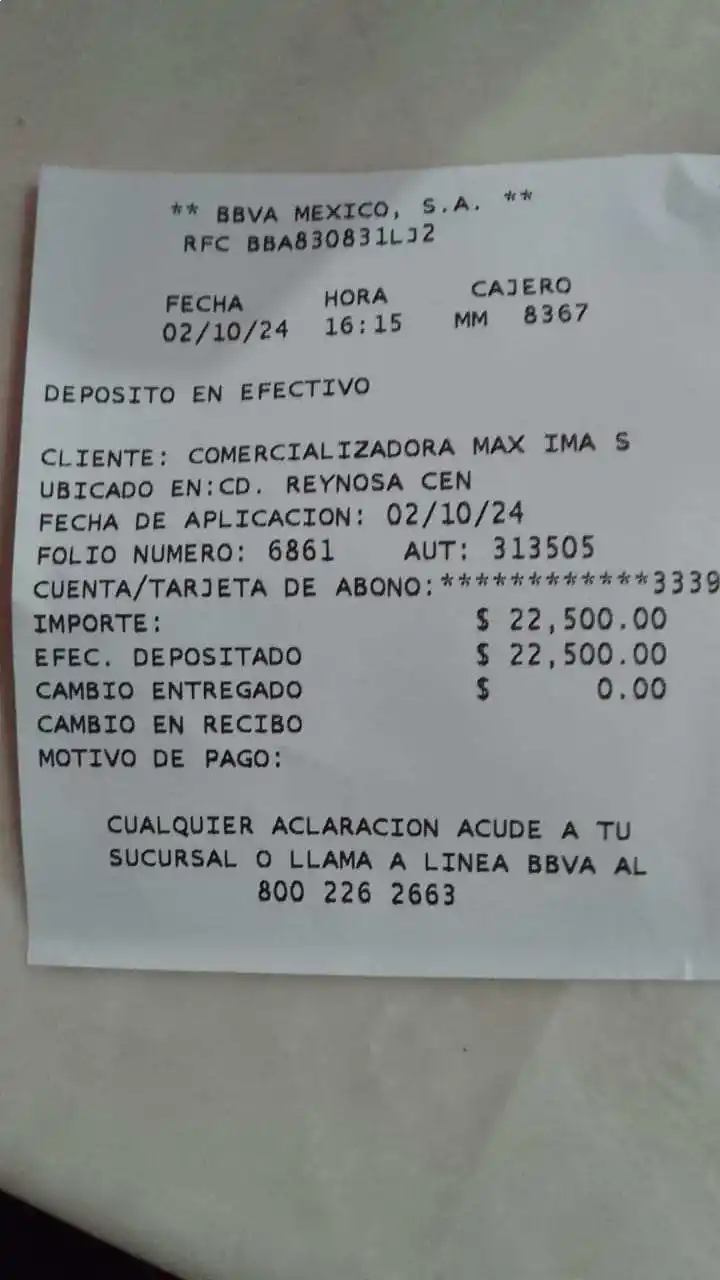 ** BBVA MEXICO, S.A. **
RFC BBA830831LJ2
FECHA HORA CAJERO
02/10/24 16:15 MM 8367
DEPOSITO EN EFECTIVO
CLIENTE: COMERCIALIZADORA MAX IMA S
UBICADO EN:CD. REYNOSA CEN
FECHA DE APLICACION: 02/10/24
FOLIO NUMERO: 6861 AUT: 313505
CUENTA/TARJETA DE ABONO:************3339
IMPORTE: $ 22,500.00
EFEC. DEPOSITADO $ 22,500.00
CAMBIO ENTREGADO $ 0.00
CAMBIO EN RECIBO
MOTIVO DE PAGO:
CUALQUIER ACLARACION ACUDE A TU
SUCURSAL O LLAMA A LINEA BBVA AL
800 226 2663